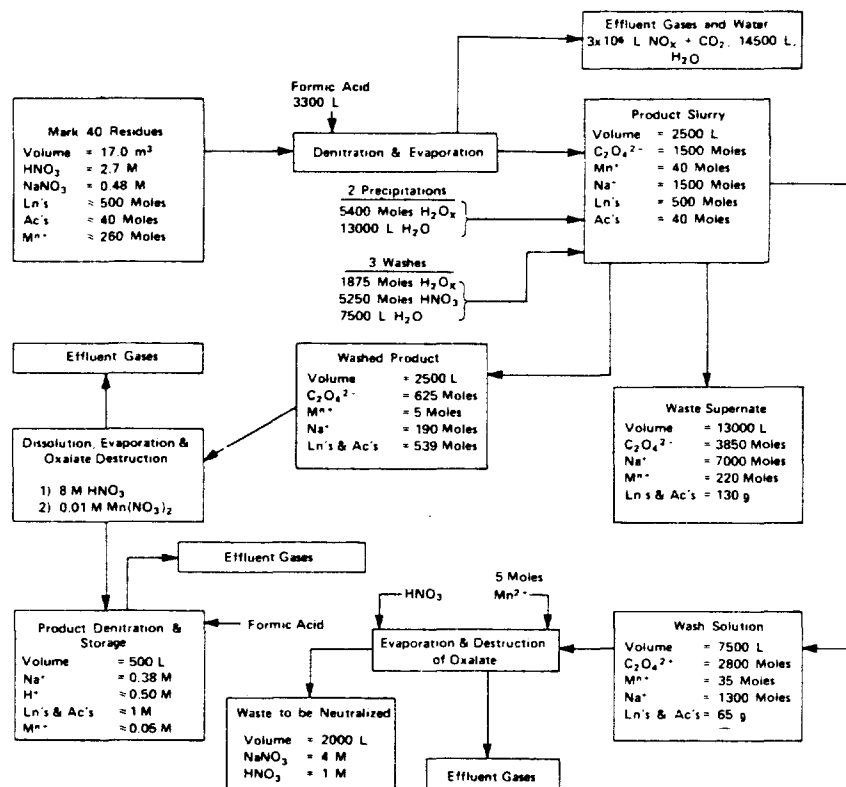 Effluent Gases and Water
3x10⁶ L NOx + CO₂, 14500 L,
H₂O
Formic Acid
3300 L
Mark 40 Residues
Volume = 17.0 m³
HNO₃ = 2.7 M
NaNO₃ = 0.48 M
Ln's ≈ 500 Moles
Ac's ≈ 40 Moles
Mⁿ⁺ ≈ 260 Moles
Denitration & Evaporation
Product Slurry
Volume = 2500 L
C₂O₄²⁻ = 1500 Moles
Mn⁺ = 40 Moles
Na⁺ = 1500 Moles
Ln's = 500 Moles
Ac's = 40 Moles
2 Precipitations
5400 Moles H₂Ox
13000 L H₂O
3 Washes
1875 Moles H₂Ox
5250 Moles HNO₃
7500 L H₂O
Effluent Gases
Washed Product
Volume = 2500 L
C₂O₄²⁻ = 625 Moles
Mⁿ⁺ = 5 Moles
Na⁺ = 190 Moles
Ln's & Ac's = 539 Moles
Waste Supernate
Volume = 13000 L
C₂O₄²⁻ = 3850 Moles
Na⁺ = 7000 Moles
Mⁿ⁺ = 220 Moles
Ln's & Ac's = 130 g
Dissolution, Evaporation &
Oxalate Destruction
1) 8 M HNO₃
2) 0.01 M Mn(NO₃)₂
Effluent Gases
Product Denitration &
Storage
Volume = 500 L
Na⁺ ≈ 0.38 M
H⁺ ≈ 0.50 M
Ln's & Ac's ≈ 1 M
Mⁿ⁺ ≈ 0.05 M
Formic Acid
HNO₃
5 Moles
Mn²⁺
Evaporation & Destruction
of Oxalate
Wash Solution
Volume = 7500 L
C₂O₄²⁺ = 2800 Moles
Mⁿ⁺ = 35 Moles
Na⁺ = 1300 Moles
Ln's & Ac's = 65 g
Waste to be Neutralized
Volume = 2000 L
NaNO₃ = 4 M
HNO₃ = 1 M
Effluent Gases